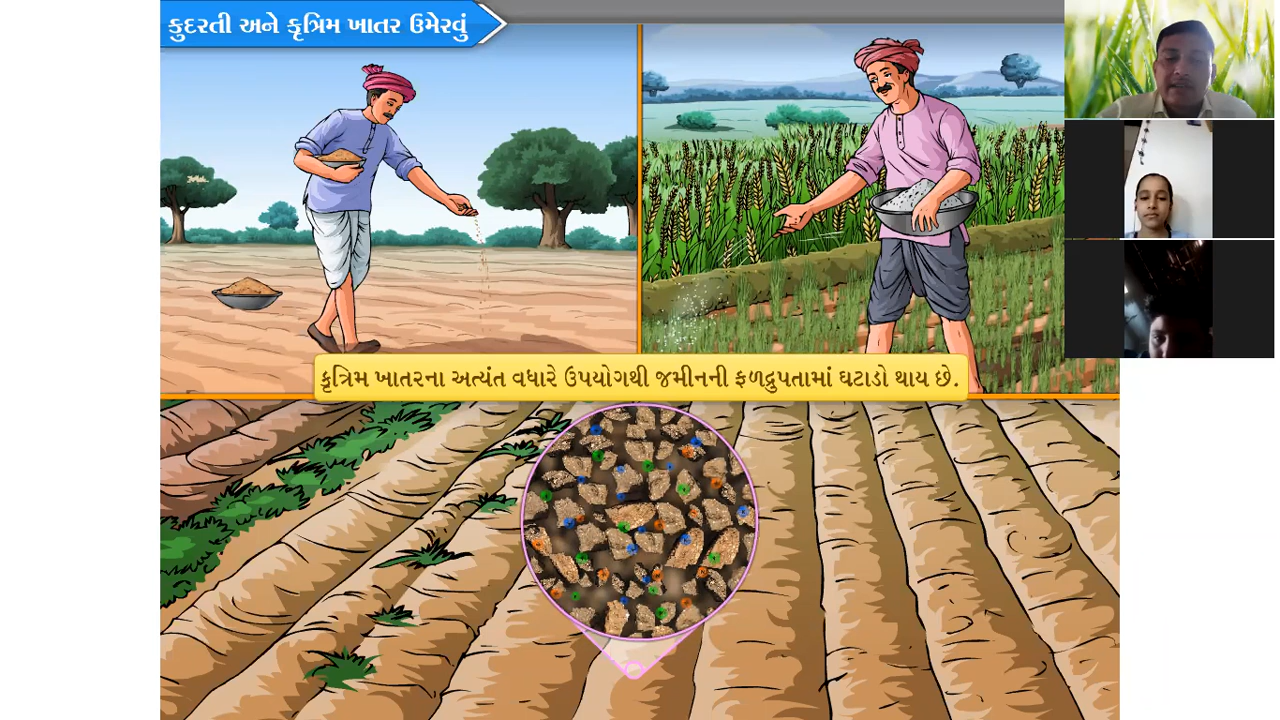 કુદરતી અને કૃત્રિમ ખાતર ઉમેરવું
કૃત્રિમ ખાતરના અત્યંત વધારે ઉપયોગથી જમીનની ફળદ્રુપતામાં ઘટાડો થાય છે.